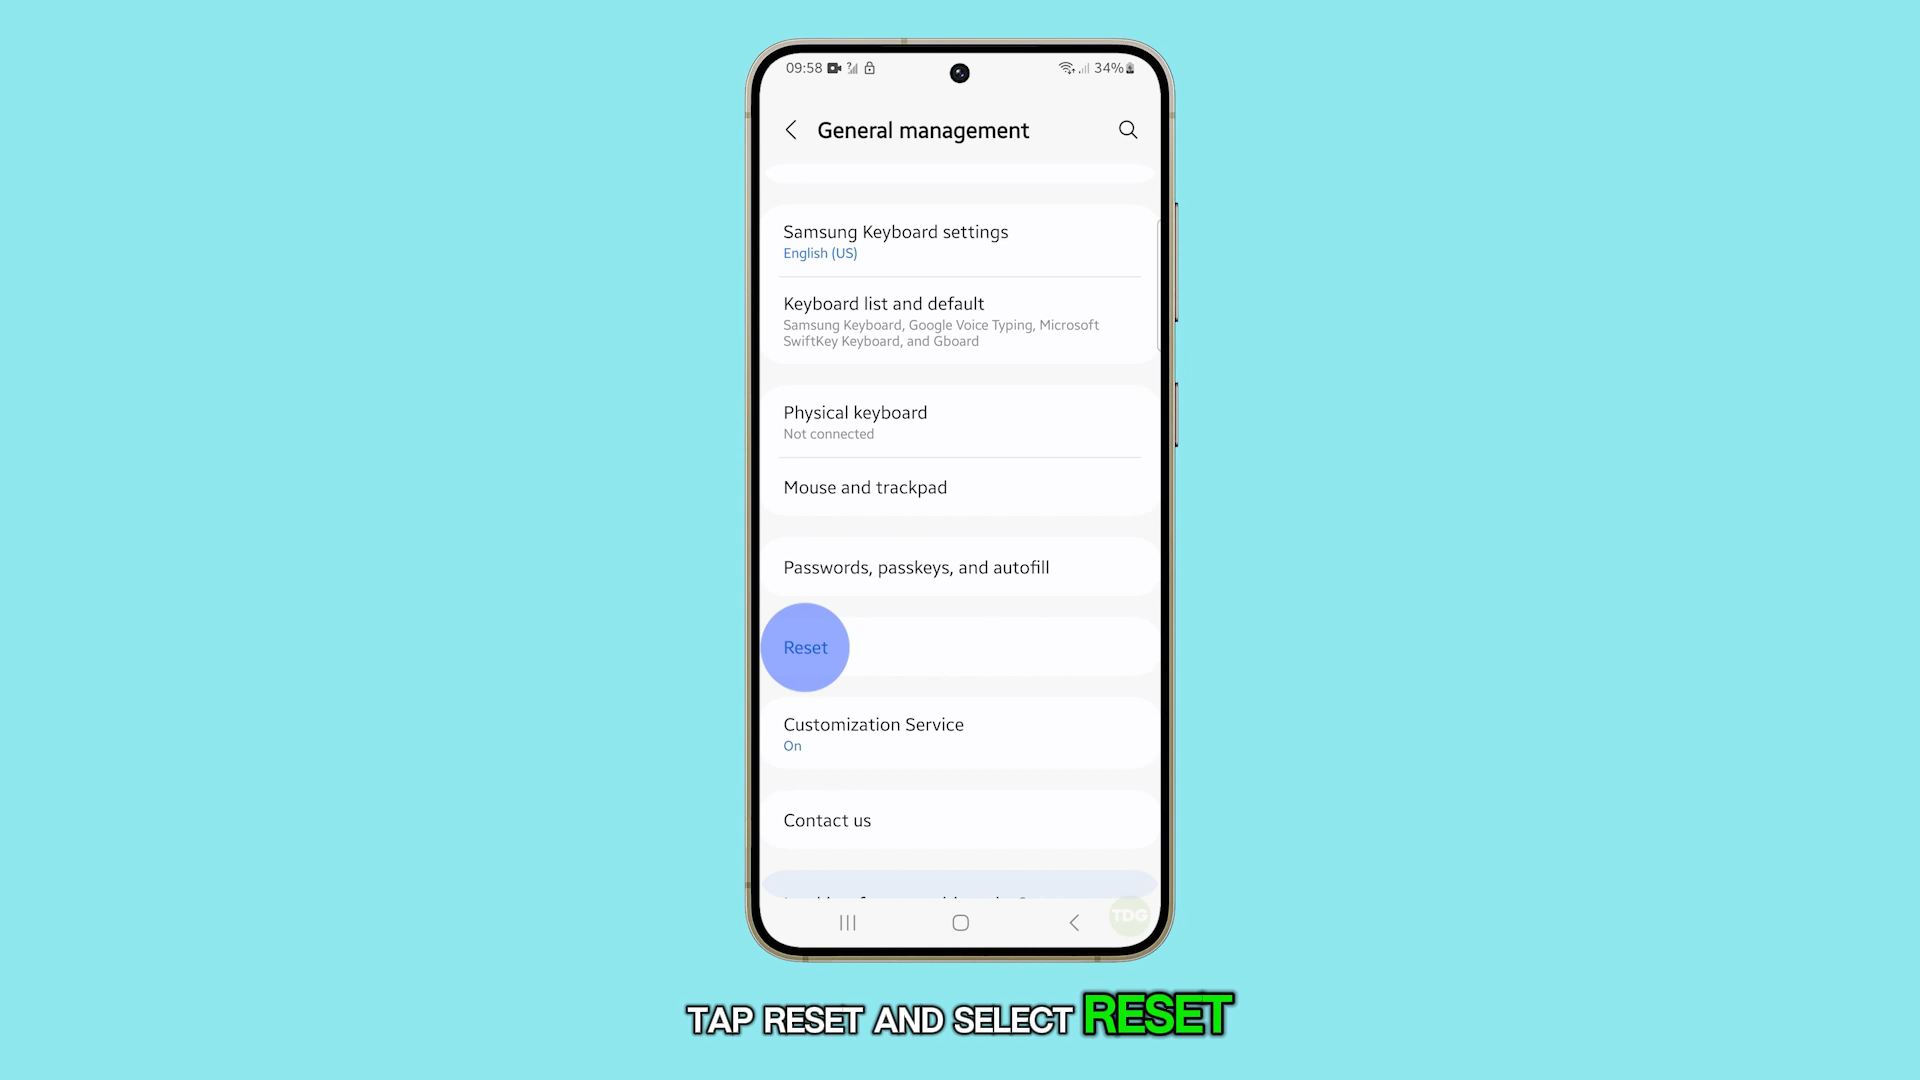 09:58
34%
General management
Samsung Keyboard settings
English (US)
Keyboard list and default
Samsung Keyboard, Google Voice Typing, Microsoft
SwiftKey Keyboard, and Gboard
Physical keyboard
Not connected
Mouse and trackpad
Passwords, passkeys, and autofill
Reset
Customization Service
On
Contact us
TDG
TAP RESET AND SELECT RESET